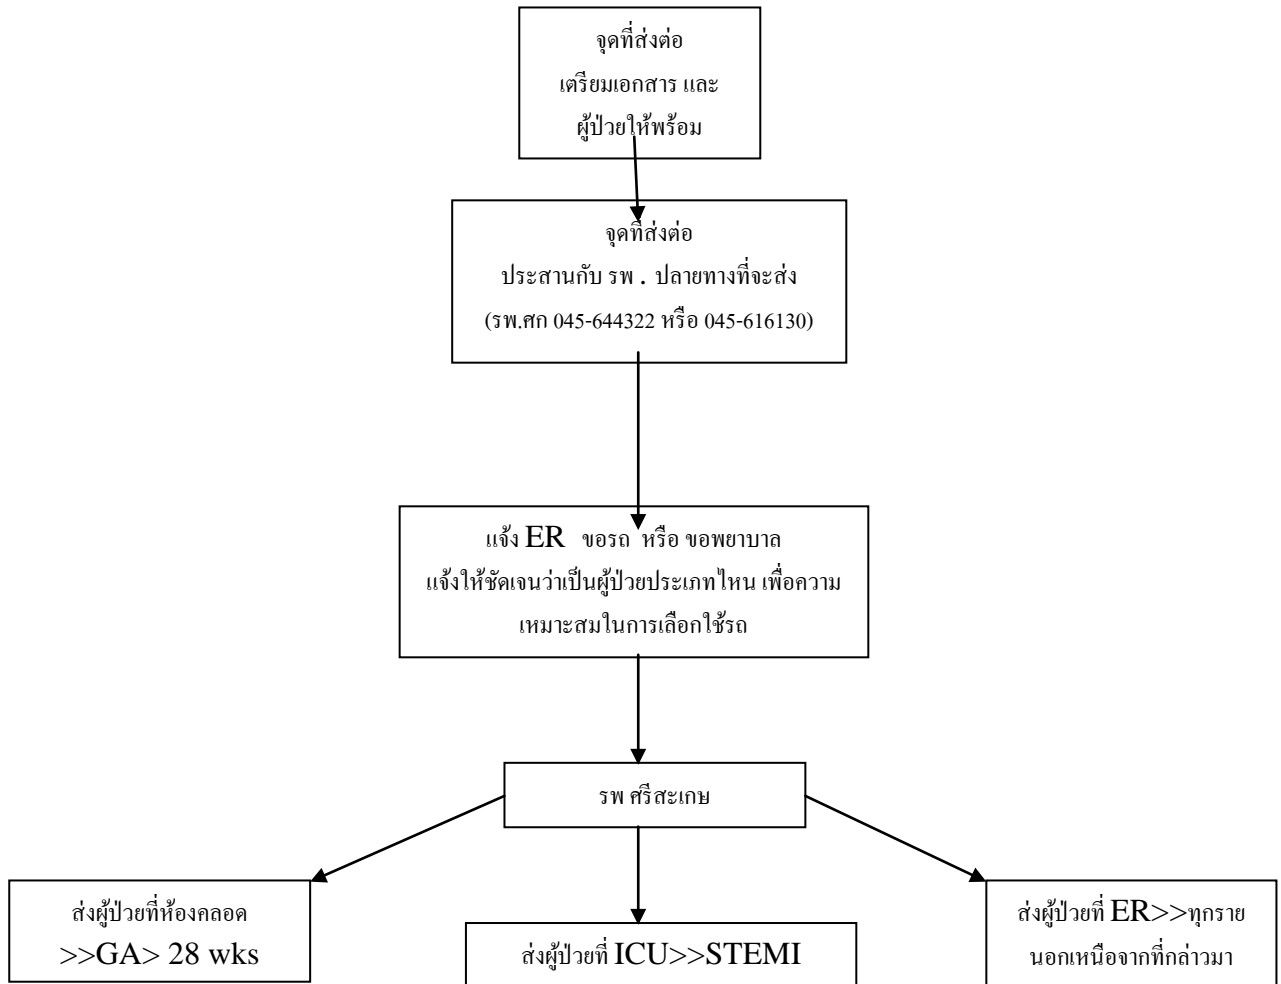 จุดที่ส่งต่อ
เตรียมเอกสาร และ
ผู้ป่วยให้พร้อม
จุดที่ส่งต่อ
ประสานกับ รพ . ปลายทางที่จะส่ง
(รพ.ศก 045-644322 หรือ 045-616130)
แจ้ง ER ขอรถ หรือ ขอพยาบาล
แจ้งให้ชัดเจนว่าเป็นผู้ป่วยประเภทไหน เพื่อความ
เหมาะสมในการเลือกใช้รถ
รพ ศรีสะเกษ
ส่งผู้ป่วยที่ห้องคลอด
>>GA> 28 wks
ส่งผู้ป่วยที่ ICU>>STEMI
ส่งผู้ป่วยที่ ER>>ทุกราย
นอกเหนือจากที่กล่าวมา